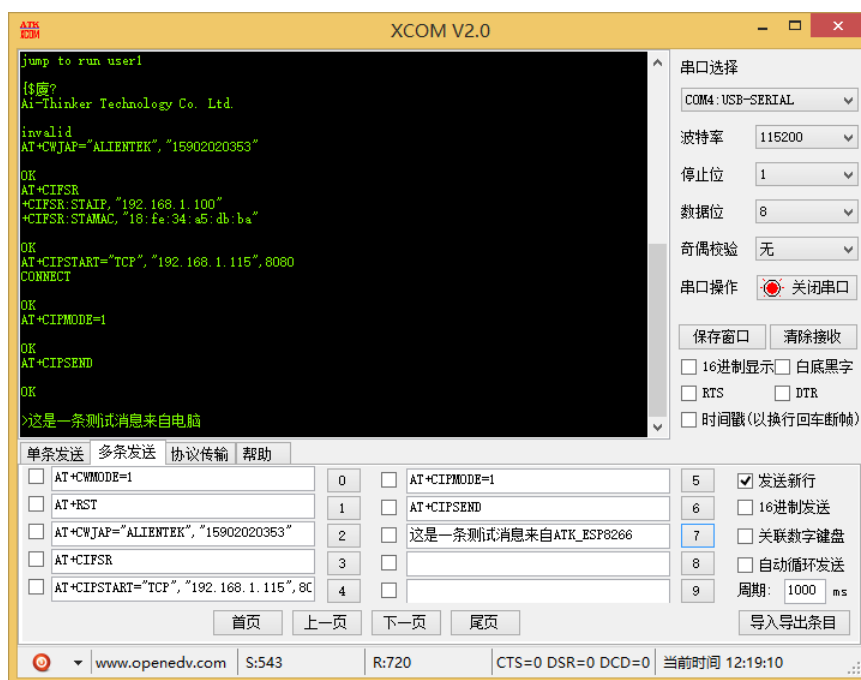 ATK
XCOM
XCOM V2.0
jump to run user1
{$廋?
Ai-Thinker Technology Co. Ltd.
invalid
AT+CWJAP="ALIENTEK","15902020353"
OK
AT+CIFSR
+CIFSR:STAIP,"192.168.1.100"
+CIFSR:STAMAC,"18:fe:34:a5:db:ba"
OK
AT+CIPSTART="TCP","192.168.1.115",8080
CONNECT
OK
AT+CIPMODE=1
OK
AT+CIPSEND
OK
>这是一条测试消息来自电脑
串口选择
COM4:USB-SERIAL
波特率 115200
停止位 1
数据位 8
奇偶校验 无
串口操作 关闭串口
保存窗口 清除接收
16进制显示 白底黑字
RTS DTR
时间戳(以换行回车断帧)
单条发送 多条发送 协议传输 帮助
AT+CWMODE=1 0 AT+CIPMODE=1 5 发送新行
AT+RST 1 AT+CIPSEND 6 16进制发送
AT+CWJAP="ALIENTEK","15902020353" 2 这是一条测试消息来自ATK_ESP8266 7 关联数字键盘
AT+CIFSR 3 8 自动循环发送
AT+CIPSTART="TCP","192.168.1.115",8 4 9 周期: 1000 ms
首页 上一页 下一页 尾页 导入导出条目
www.openedv.com S:543 R:720 CTS=0 DSR=0 DCD=0 当前时间 12:19:10